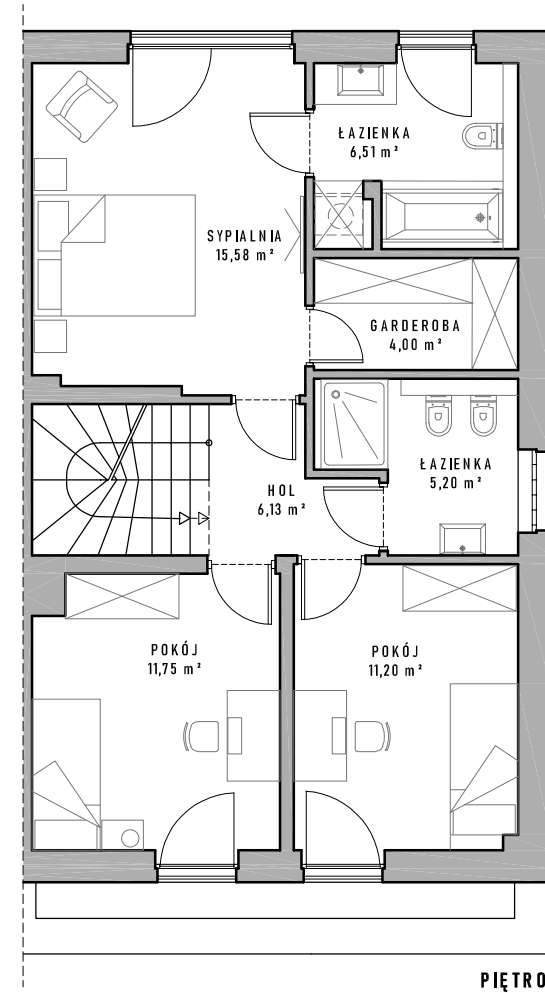 ŁAZIENKA
6,51 m²
SYPIALNIA
15,58 m²
GARDEROBA
4,00 m²
ŁAZIENKA
5,20 m²
HOL
6,13 m²
POKÓJ
11,75 m²
POKÓJ
11,20 m²
PIĘTRO